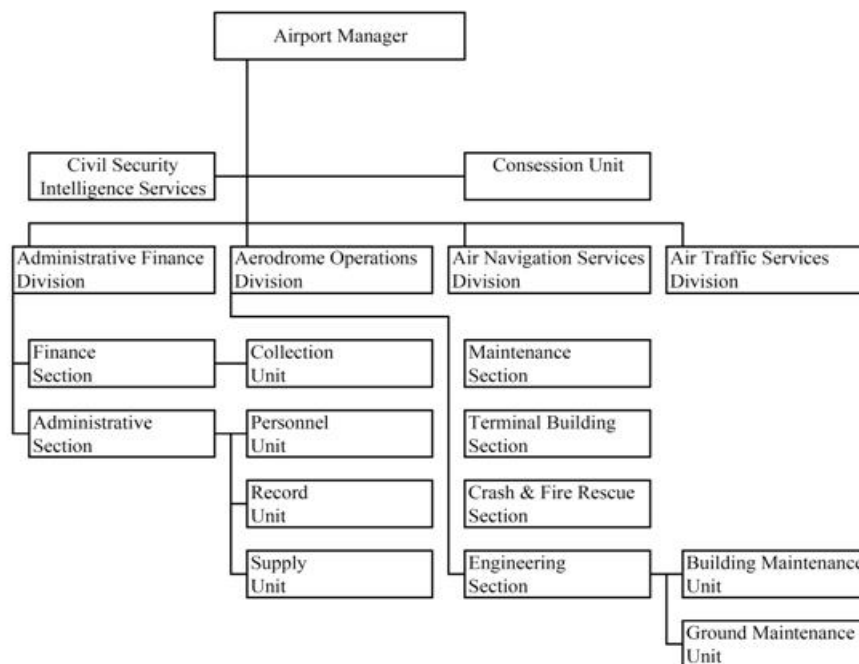 Airport Manager
Civil Security
Intelligence Services
Consession Unit
Administrative Finance
Division
Aerodrome Operations
Division
Air Navigation Services
Division
Air Traffic Services
Division
Finance
Section
Collection
Unit
Maintenance
Section
Administrative
Section
Personnel
Unit
Terminal Building
Section
Record
Unit
Crash & Fire Rescue
Section
Supply
Unit
Engineering
Section
Building Maintenance
Unit
Ground Maintenance
Unit